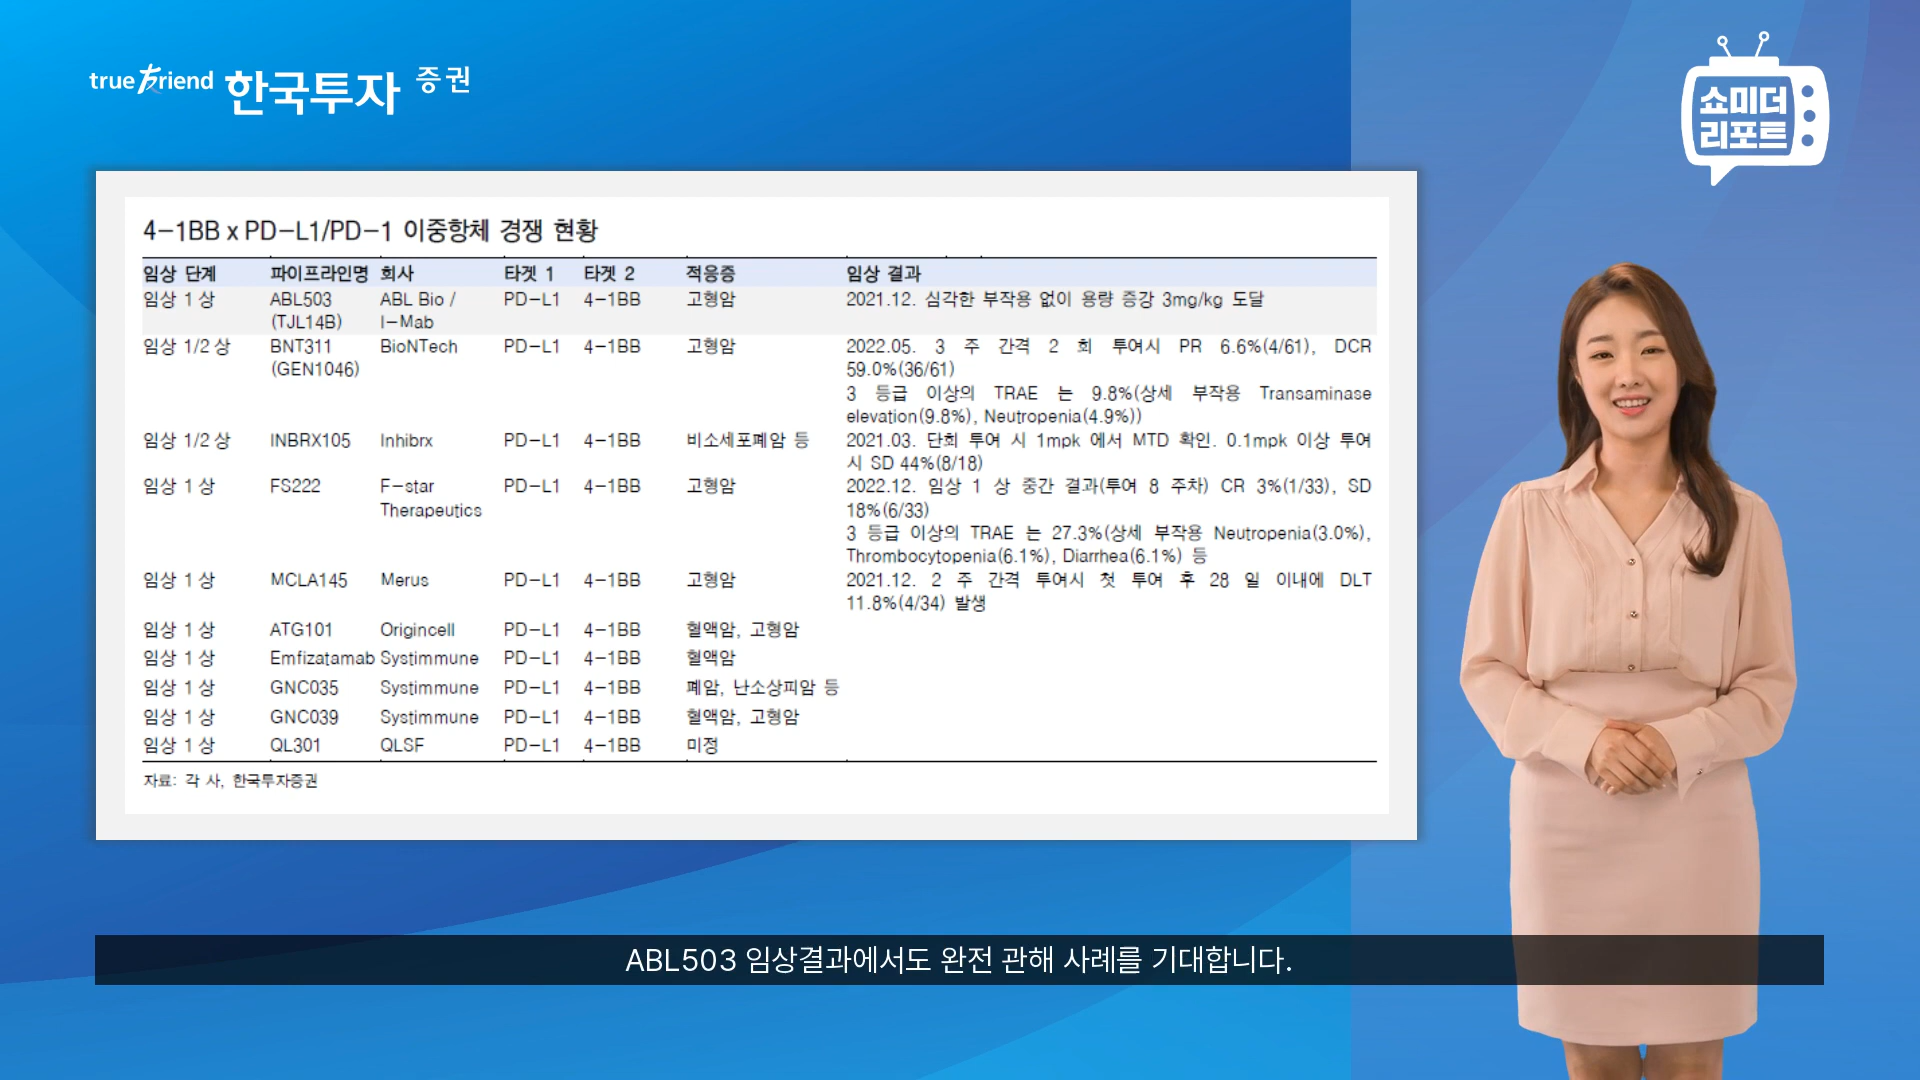 true friend 한국투자 증권
쇼미더
리포트
4-1BB x PD-L1/PD-1 이중항체 경쟁 현황
임상 단계 파이프라인명 회사 타겟 1 타겟 2 적응증 임상 결과
임상 1 상 ABL503 ABL Bio / PD-L1 4-1BB 고형암 2021.12. 심각한 부작용 없이 용량 증강 3mg/kg 도달
(TJL14B) I-Mab
임상 1/2 상 BNT311 BioNTech PD-L1 4-1BB 고형암 2022.05. 3 주 간격 2 회 투여시 PR 6.6%(4/61), DCR
(GEN1046) 59.0%(36/61)
3 등급 이상의 TRAE 는 9.8%(상세 부작용 Transaminase
elevation(9.8%), Neutropenia(4.9%))
임상 1/2 상 INBRX105 Inhibrx PD-L1 4-1BB 비소세포폐암 등 2021.03. 단회 투여 시 1mpk 에서 MTD 확인. 0.1mpk 이상 투여
시 SD 44%(8/18)
임상 1 상 FS222 F-star PD-L1 4-1BB 고형암 2022.12. 임상 1 상 중간 결과(투여 8 주차) CR 3%(1/33), SD
Therapeutics 18%(6/33)
3 등급 이상의 TRAE 는 27.3%(상세 부작용 Neutropenia(3.0%),
Thrombocytopenia(6.1%), Diarrhea(6.1%) 등
임상 1 상 MCLA145 Merus PD-L1 4-1BB 고형암 2021.12. 2 주 간격 투여시 첫 투여 후 28 일 이내에 DLT
11.8%(4/34) 발생
임상 1 상 ATG101 Origincell PD-L1 4-1BB 혈액암, 고형암
임상 1 상 Emfizatamab Systimmune PD-L1 4-1BB 혈액암
임상 1 상 GNC035 Systimmune PD-L1 4-1BB 폐암, 난소상피암 등
임상 1 상 GNC039 Systimmune PD-L1 4-1BB 혈액암, 고형암
임상 1 상 QL301 QLSF PD-L1 4-1BB 미정
자료: 각 사, 한국투자증권
ABL503 임상결과에서도 완전 관해 사례를 기대합니다.